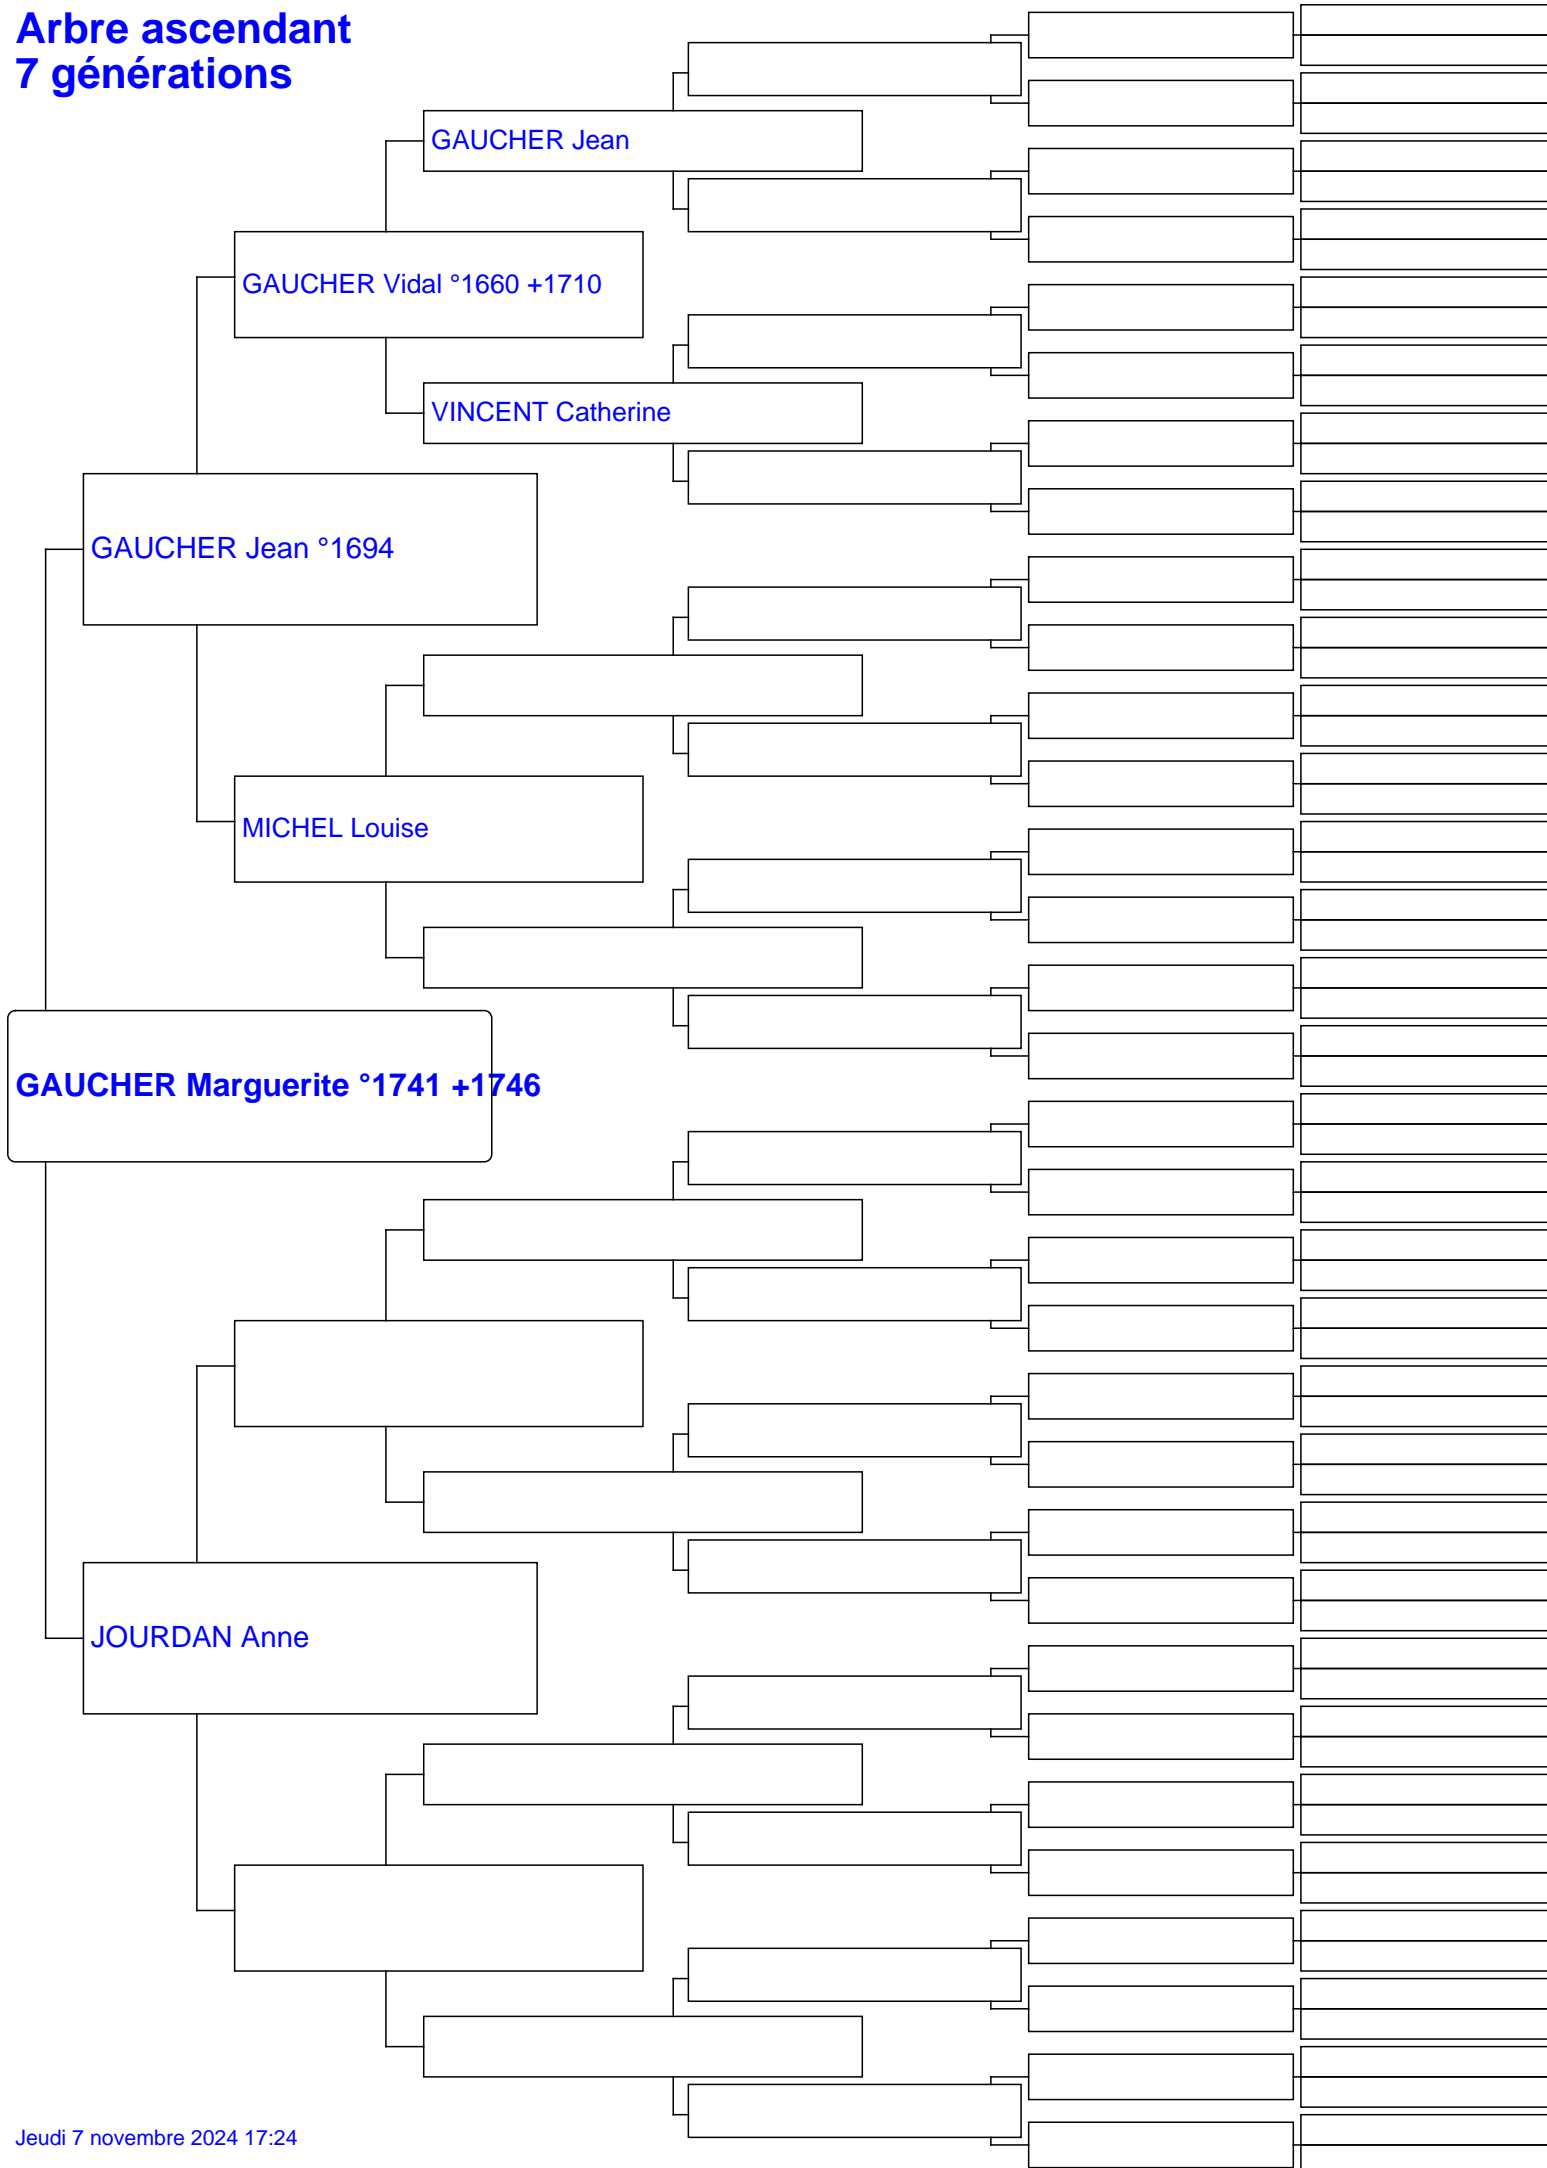 Arbre ascendant
7 générations
GAUCHER Jean
GAUCHER Vidal °1660 +1710
VINCENT Catherine
GAUCHER Jean °1694
MICHEL Louise
GAUCHER Marguerite °1741 +1746
JOURDAN Anne
Jeudi 7 novembre 2024 17:24